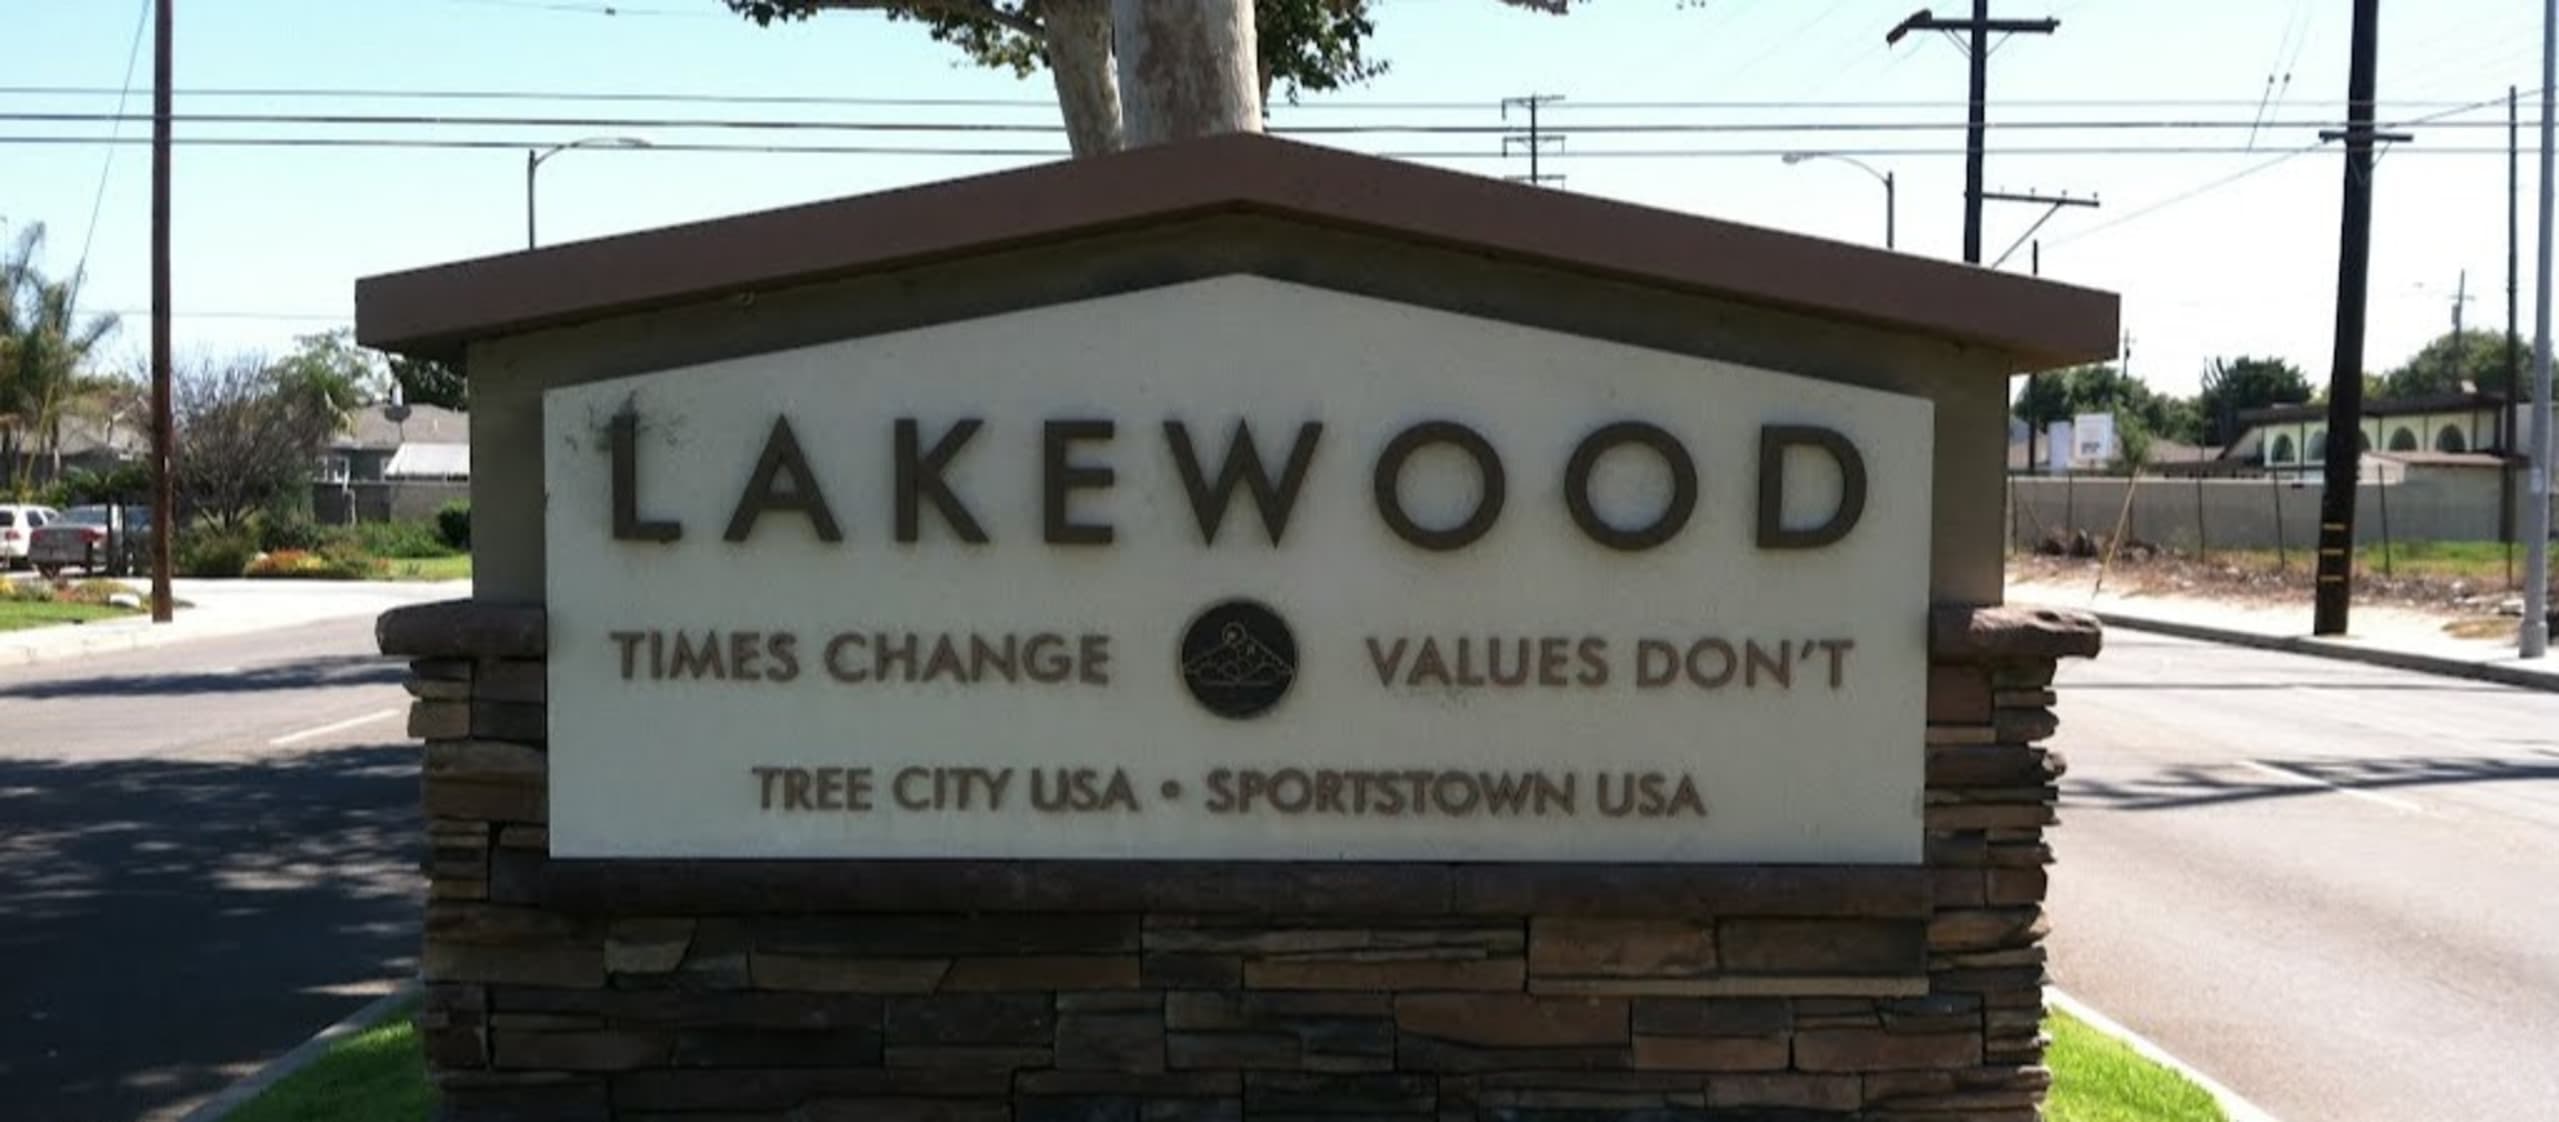 LAKEWOOD
TIMES CHANGE VALUES DON'T
TREE CITY USA • SPORTSTOWN USA